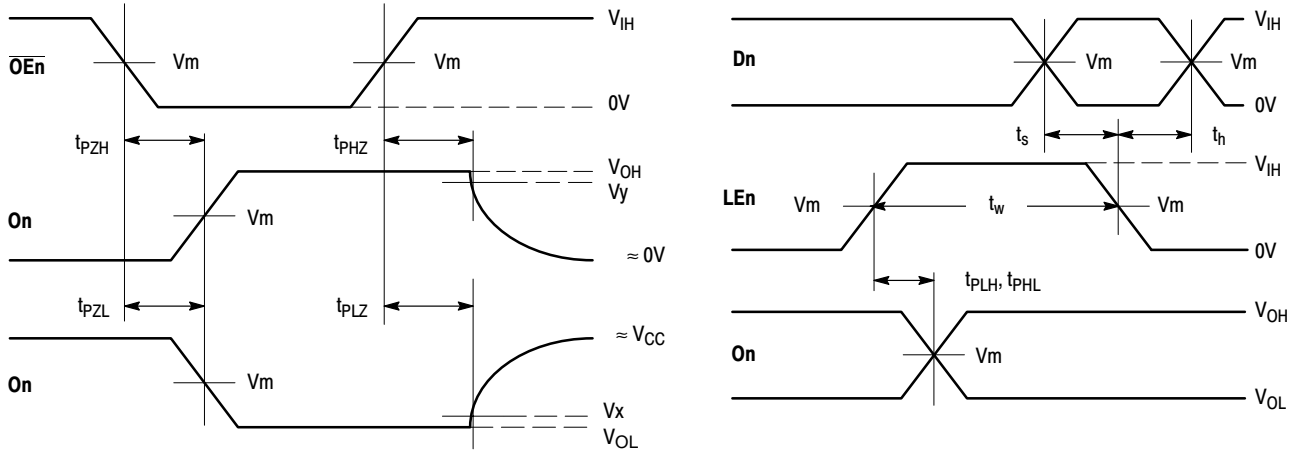 V_IH
OEn
Vm
Vm
0V
t_PZH
t_PHZ
V_OH
Vy
On
Vm
≈ 0V
t_PZL
t_PLZ
≈ V_CC
On
Vm
Vx
V_OL
V_IH
Dn
Vm
Vm
0V
t_s
t_h
V_IH
LEn
Vm
t_w
Vm
0V
t_PLH, t_PHL
V_OH
On
Vm
V_OL